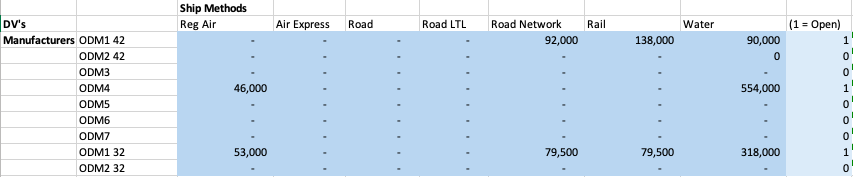 Ship Methods
DV's Reg Air Air Express Road Road LTL Road Network Rail Water (1 = Open)
Manufacturers ODM1 42 - - - - 92,000 138,000 90,000 1
ODM2 42 - - - - - - 0 0
ODM3 - - - - - - - 0
ODM4 46,000 - - - - - 554,000 1
ODM5 - - - - - - - 0
ODM6 - - - - - - - 0
ODM7 - - - - - - - 0
ODM1 32 53,000 - - - 79,500 79,500 318,000 1
ODM2 32 - - - - - - - 0